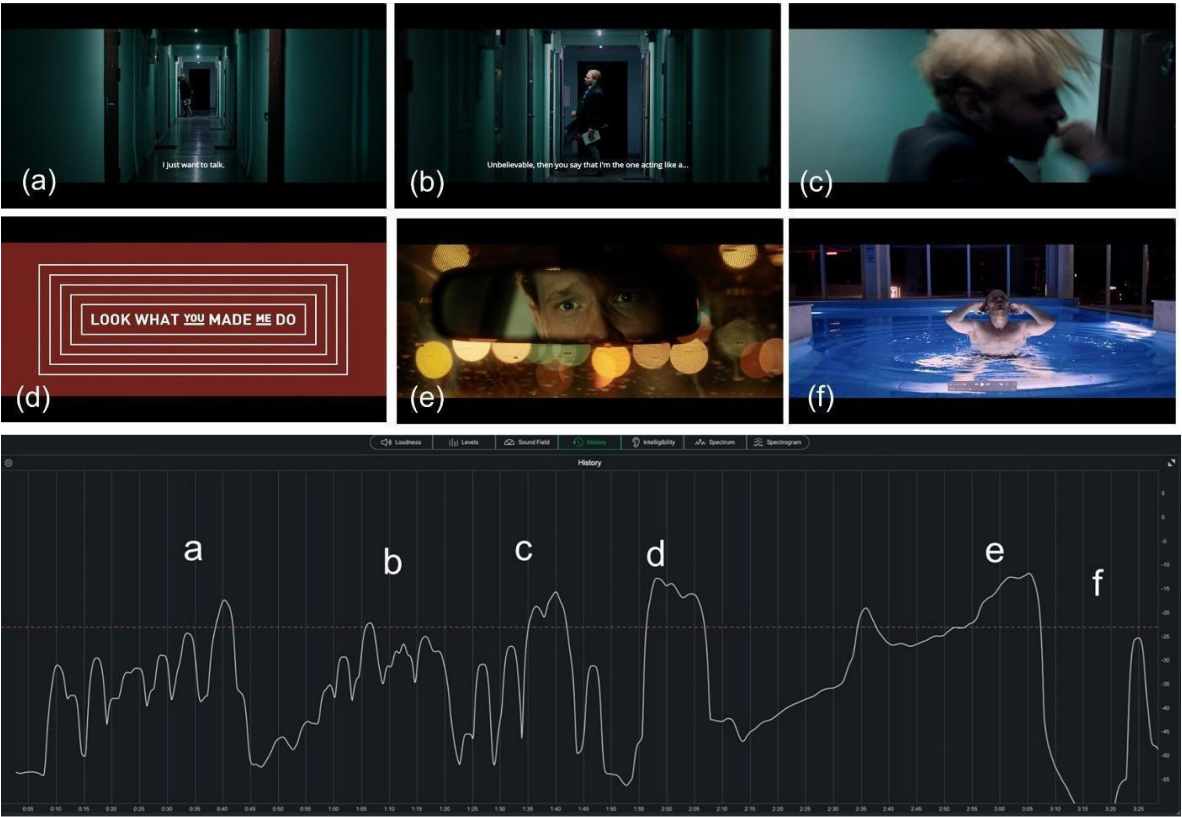 I just want to talk.
(a)
Unbelievable, then you say that I'm the one acting like a...
(b)
(c)
LOOK WHAT YOU MADE ME DO
(d)
(e)
(f)
Loudness Levels Sound Field History Intelligibility Spectrum Spectrogram
History
a
b
c
d
e
f
5
0
-5
-10
-15
-20
-25
-30
-35
-40
-45
-50
-55
0:05 0:10 0:15 0:20 0:25 0:30 0:35 0:40 0:45 0:50 0:55 1:00 1:05 1:10 1:15 1:20 1:25 1:30 1:35 1:40 1:45 1:50 1:55 2:00 2:05 2:10 2:15 2:20 2:25 2:30 2:35 2:40 2:45 2:50 2:55 3:00 3:05 3:10 3:15 3:20 3:25